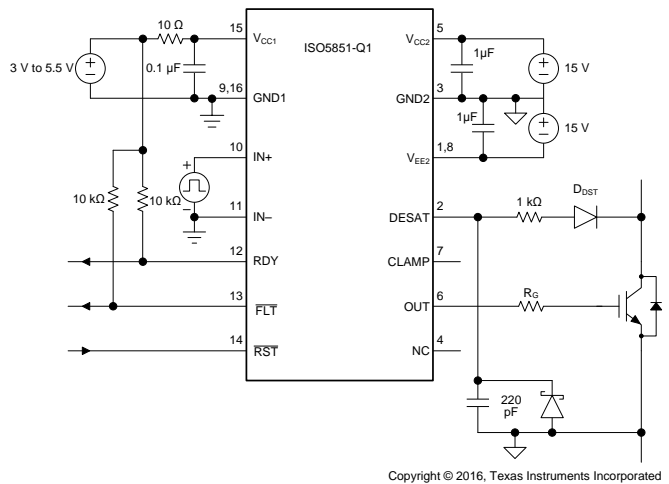 10 Ω
15
VCC1
ISO5851-Q1
VCC2
5
1µF
3 V to 5.5 V
+
−
0.1 µF
+
−
15 V
9,16
GND1
GND2
3
1µF
+
−
15 V
10
IN+
VEE2
1,8
+
−
10 kΩ
10 kΩ
11
IN–
DESAT
2
1 kΩ
DDST
12
RDY
CLAMP
7
13
FLT
OUT
6
RG
14
RST
NC
4
220
pF
Copyright © 2016, Texas Instruments Incorporated